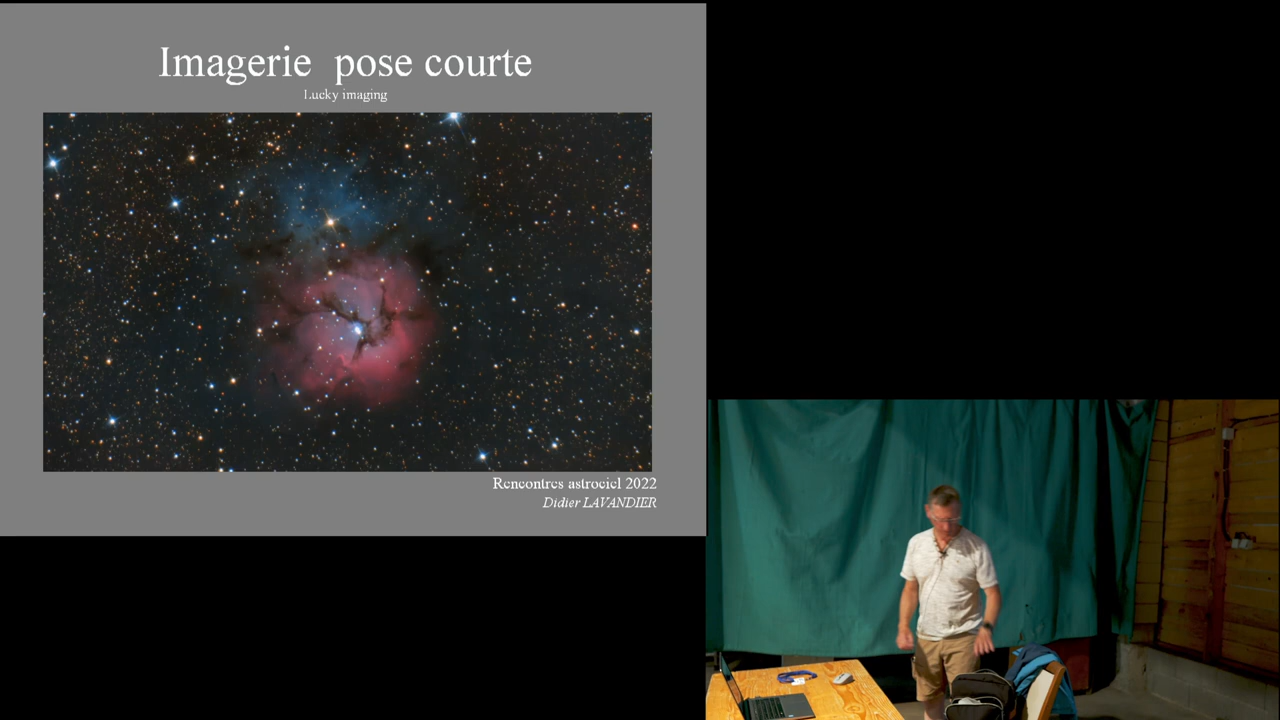 Imagerie pose courte
Lucky imaging
Rencontres astrociel 2022
Didier LAVANDIER